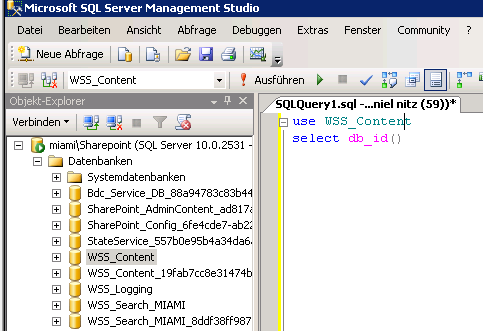 Microsoft SQL Server Management Studio
Datei Bearbeiten Ansicht Abfrage Debuggen Extras Fenster Community ?
Neue Abfrage
WSS_Content Ausführen
Objekt-Explorer
Verbinden
miami\Sharepoint (SQL Server 10.0.2531 -
Datenbanken
Systemdatenbanken
Bdc_Service_DB_88a94783c83b44
SharePoint_AdminContent_ad817a
SharePoint_Config_6fe4cde7-ab22
StateService_557b0e95b4a34da6a
WSS_Content
WSS_Content_19fab7cc8e31474b
WSS_Logging
WSS_Search_MIAMI
WSS_Search_MIAMI_8ddf38ff987
SQLQuery1.sql -...niel nitz (59))*
use WSS_Content
select db_id()